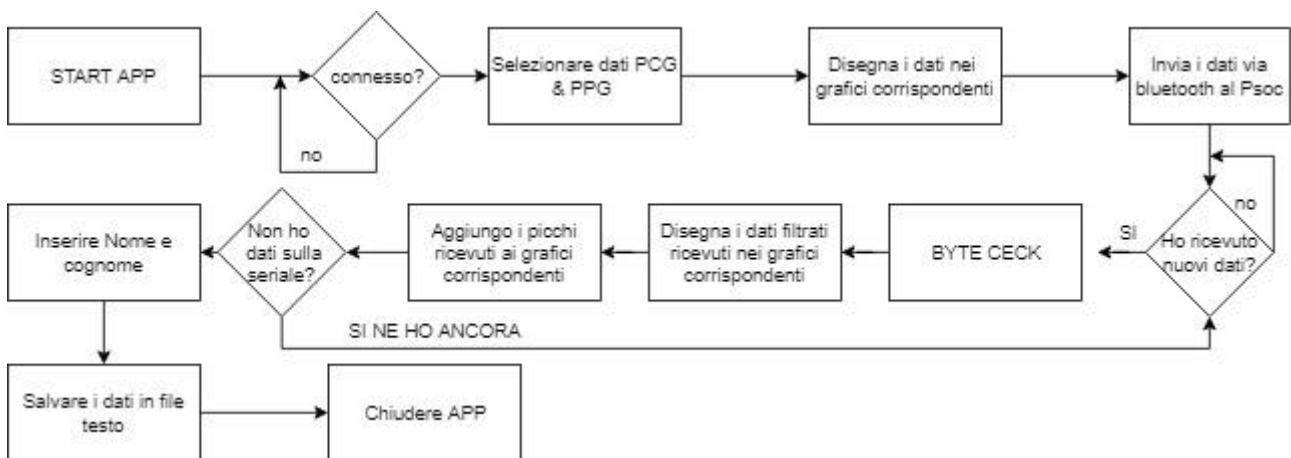 START APP
connesso?
no
Selezionare dati PCG
& PPG
Disegna i dati nei
grafici corrispondenti
Invia i dati via
bluetooth al Psoc
no
Ho ricevuto
nuovi dati?
SI
BYTE CECK
Disegna i dati filtrati
ricevuti nei grafici
corrispondenti
Aggiungo i picchi
ricevuti ai grafici
corrispondenti
Non ho
dati sulla
seriale?
SI NE HO ANCORA
Inserire Nome e
cognome
Salvare i dati in file
testo
Chiudere APP